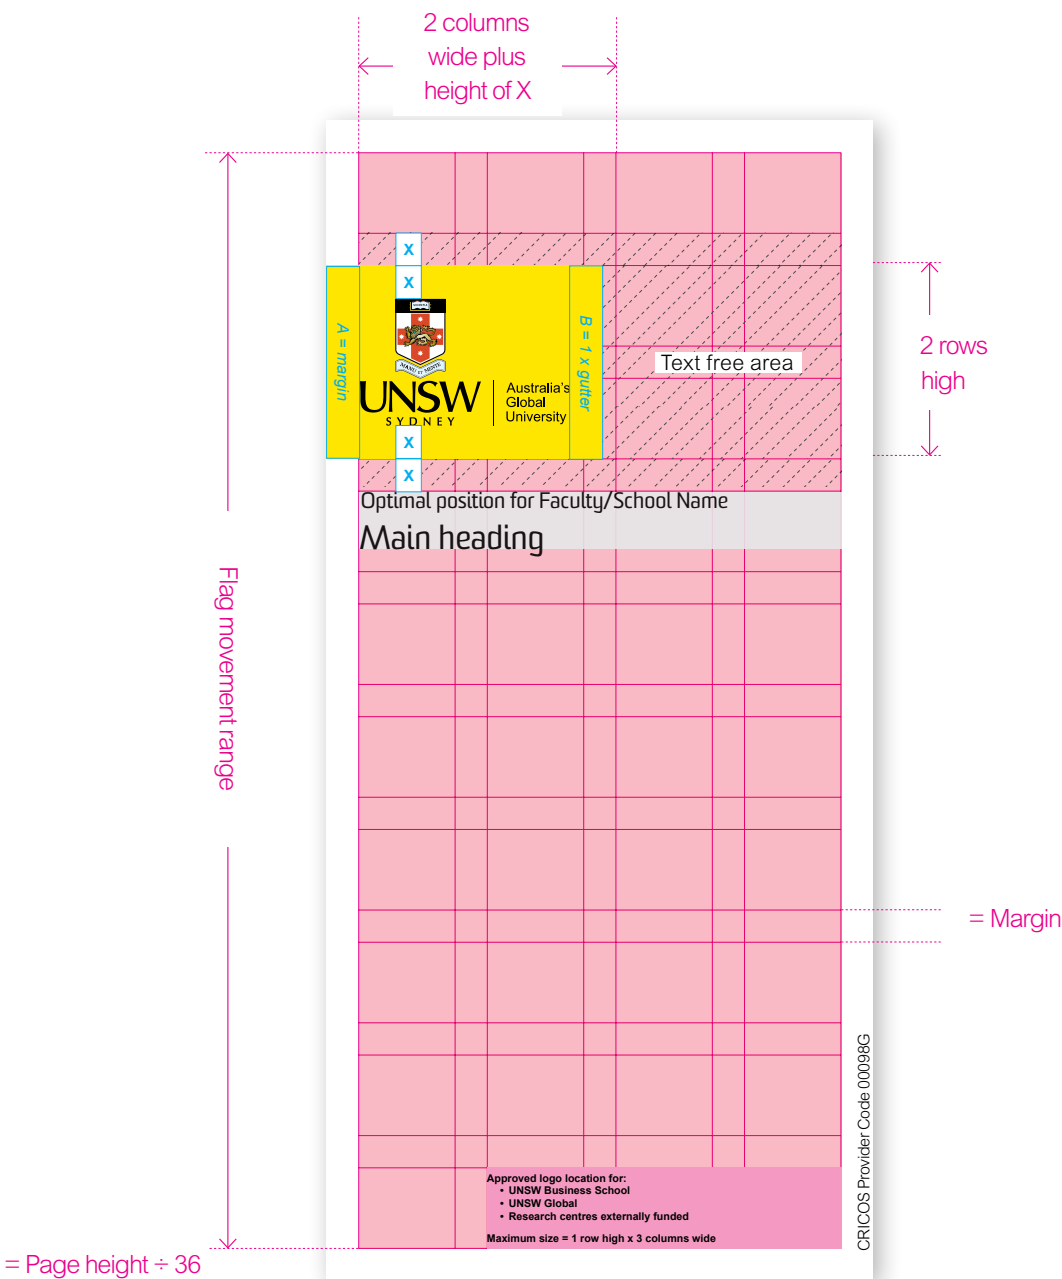 2 columns
wide plus
height of X
X
X
A = margin
B = 1 x gutter
MANU ET MENTE
UNSW
SYDNEY
Australia's
Global
University
X
X
Text free area
2 rows
high
Optimal position for Faculty/School Name
Main heading
Flag movement range
= Margin
CRICOS Provider Code 00098G
Approved logo location for:
• UNSW Business School
• UNSW Global
• Research centres externally funded
Maximum size = 1 row high x 3 columns wide
= Page height ÷ 36